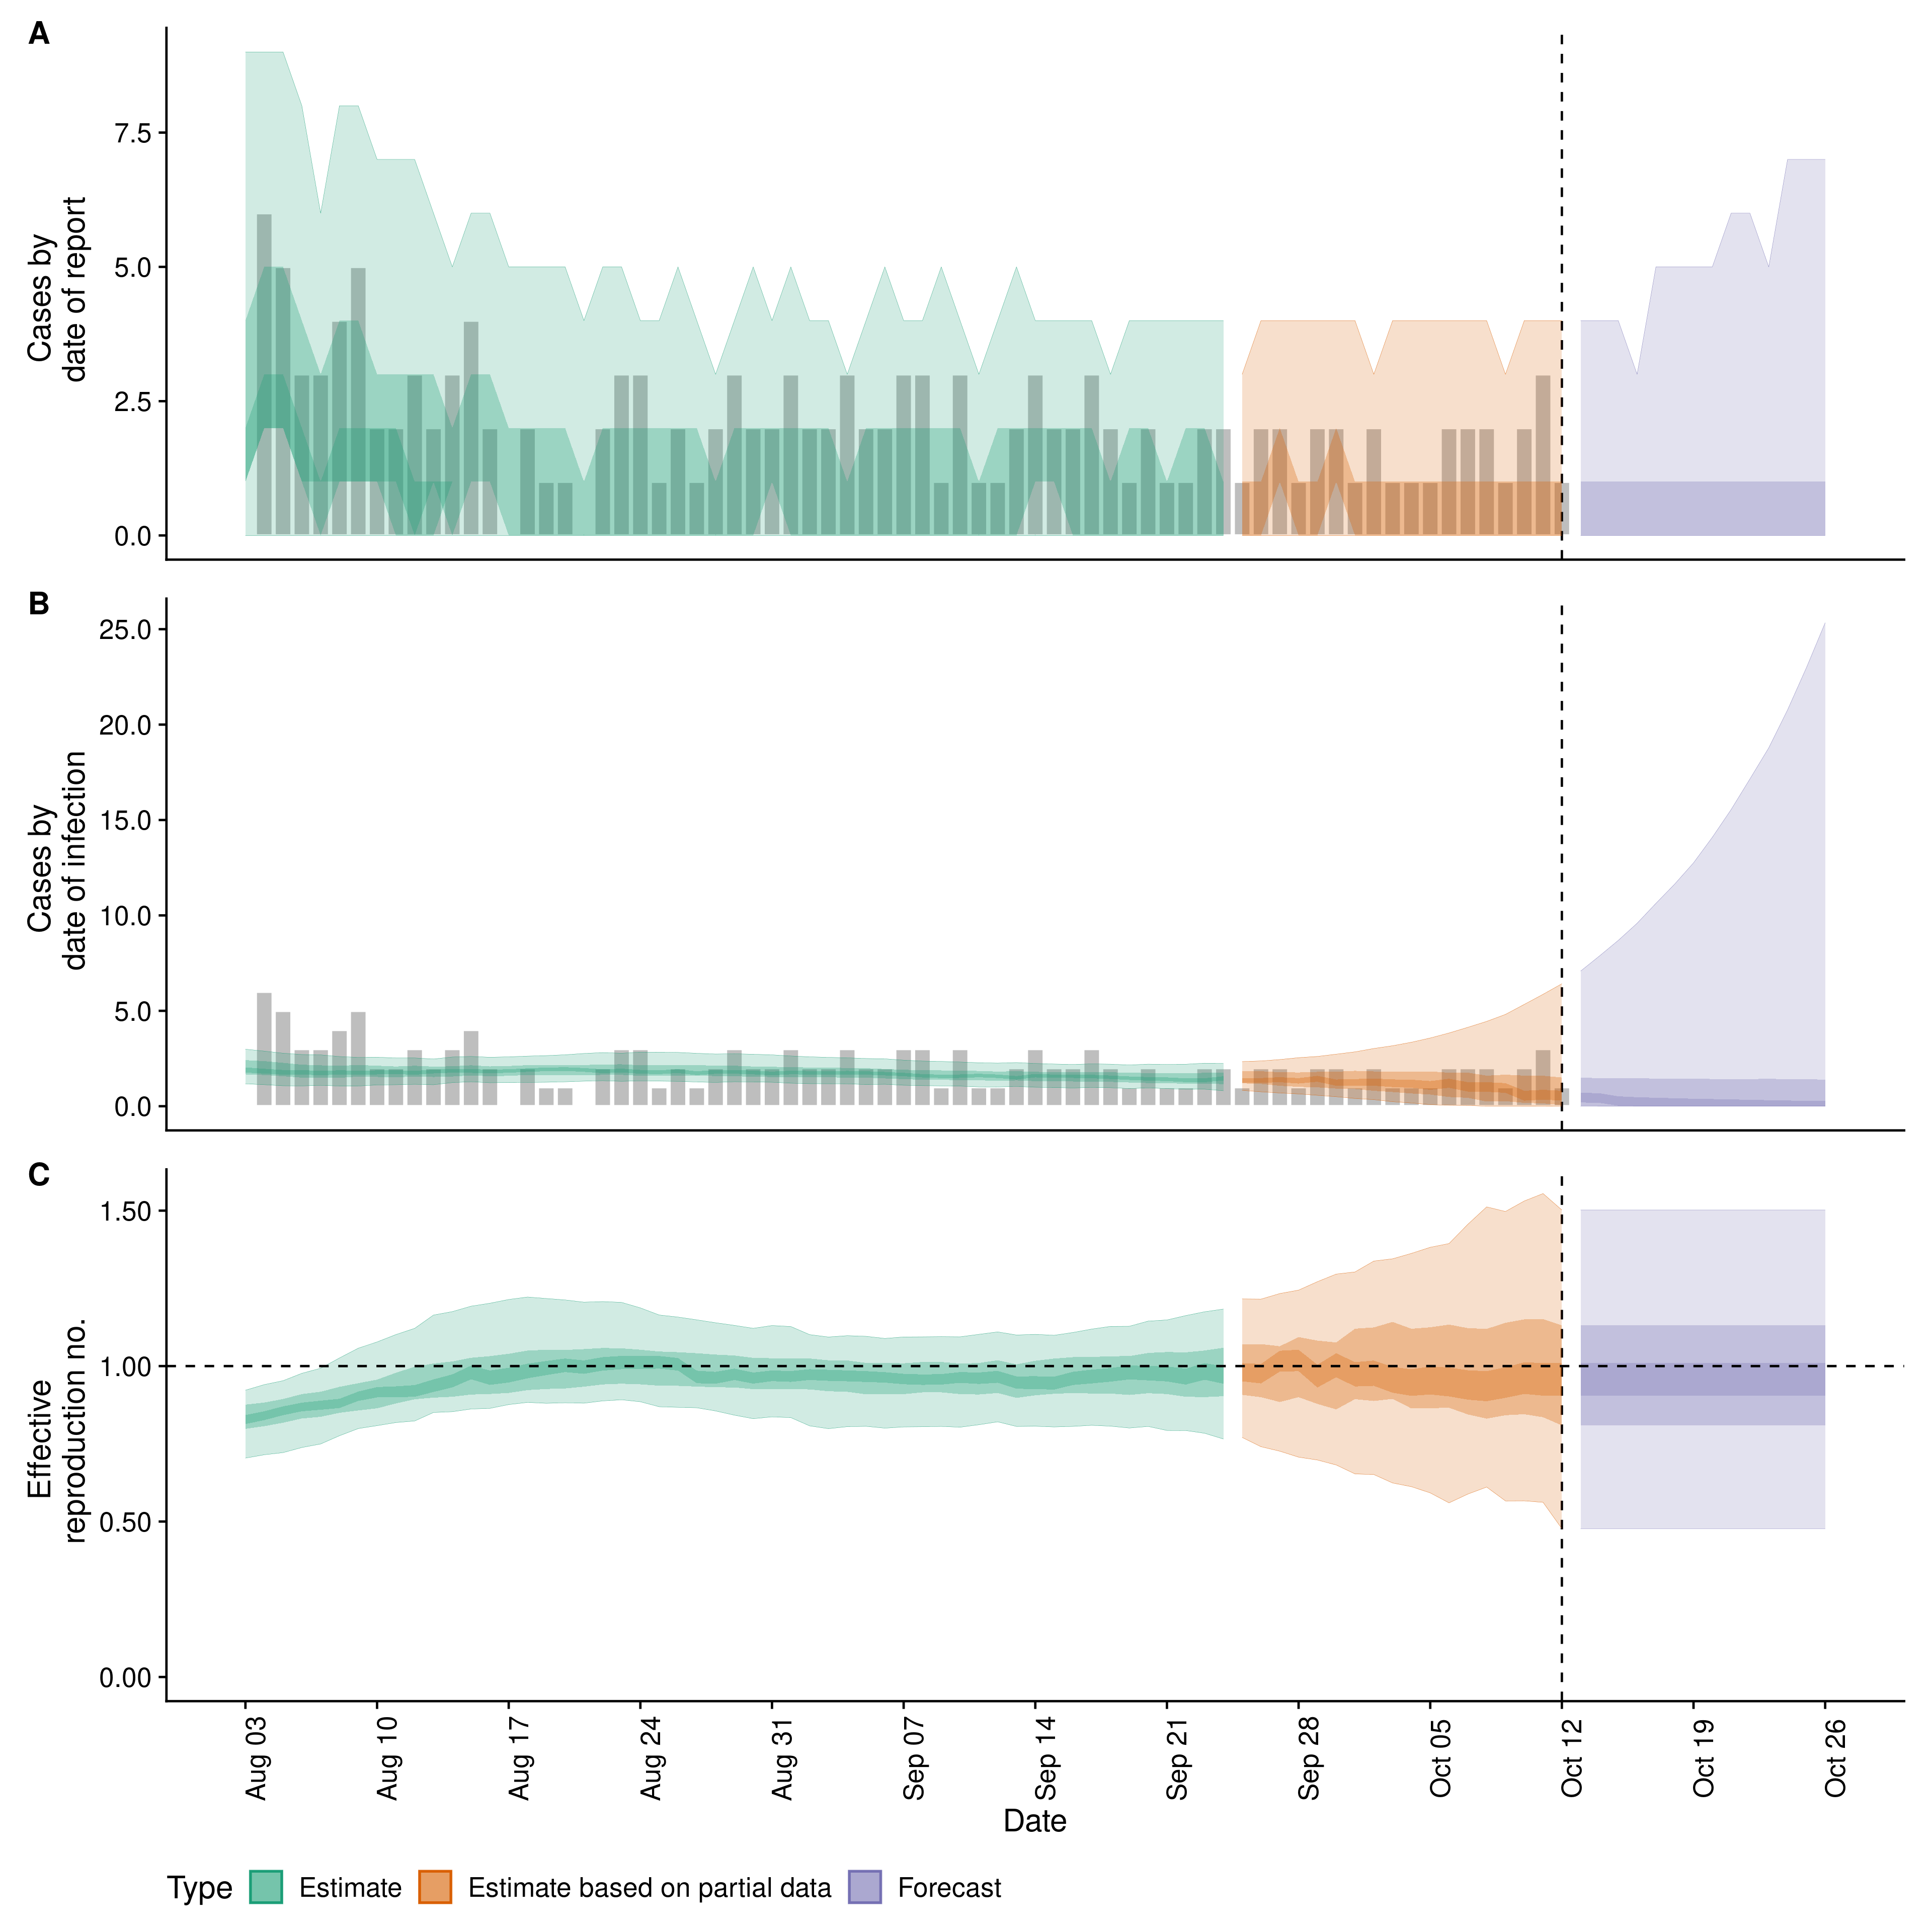 A
Cases by
date of report
7.5
5.0
2.5
0.0
B
Cases by
date of infection
25.0
20.0
15.0
10.0
5.0
0.0
C
Effective
reproduction no.
1.50
1.00
0.50
0.00
Aug 03
Aug 10
Aug 17
Aug 24
Aug 31
Sep 07
Sep 14
Sep 21
Sep 28
Oct 05
Oct 12
Oct 19
Oct 26
Date
Type Estimate Estimate based on partial data Forecast